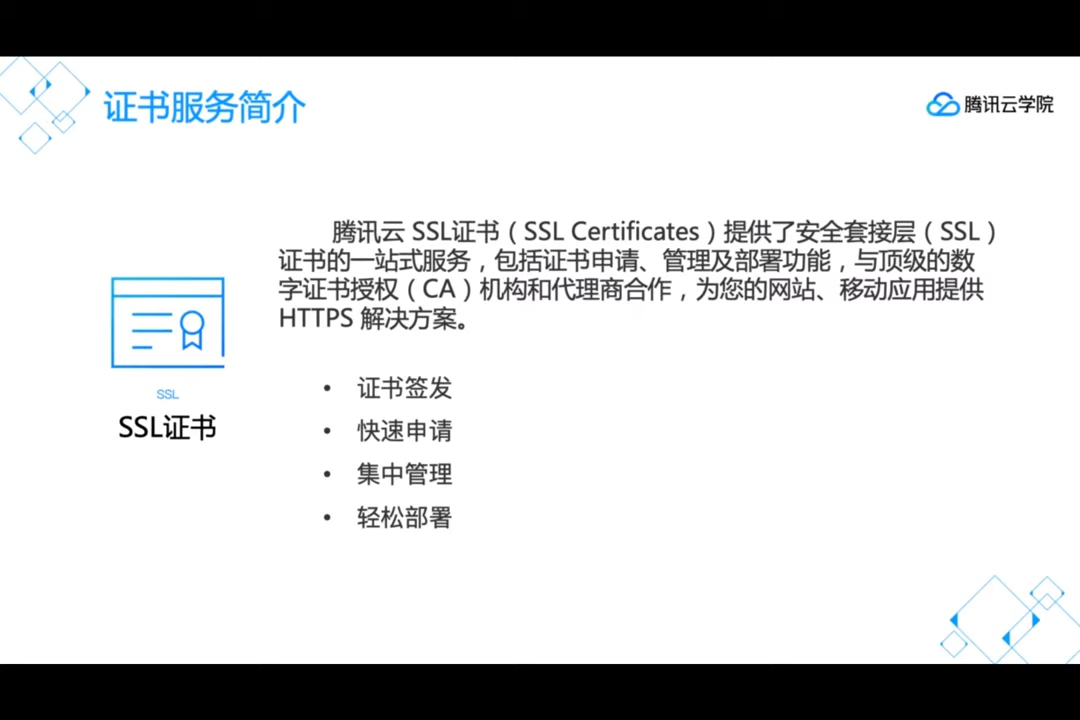 证书服务简介
腾讯云学院
腾讯云 SSL证书（SSL Certificates）提供了安全套接层（SSL）
证书的一站式服务，包括证书申请、管理及部署功能，与顶级的数
字证书授权（CA）机构和代理商合作，为您的网站、移动应用提供
HTTPS 解决方案。
SSL
SSL证书
• 证书签发
• 快速申请
• 集中管理
• 轻松部署